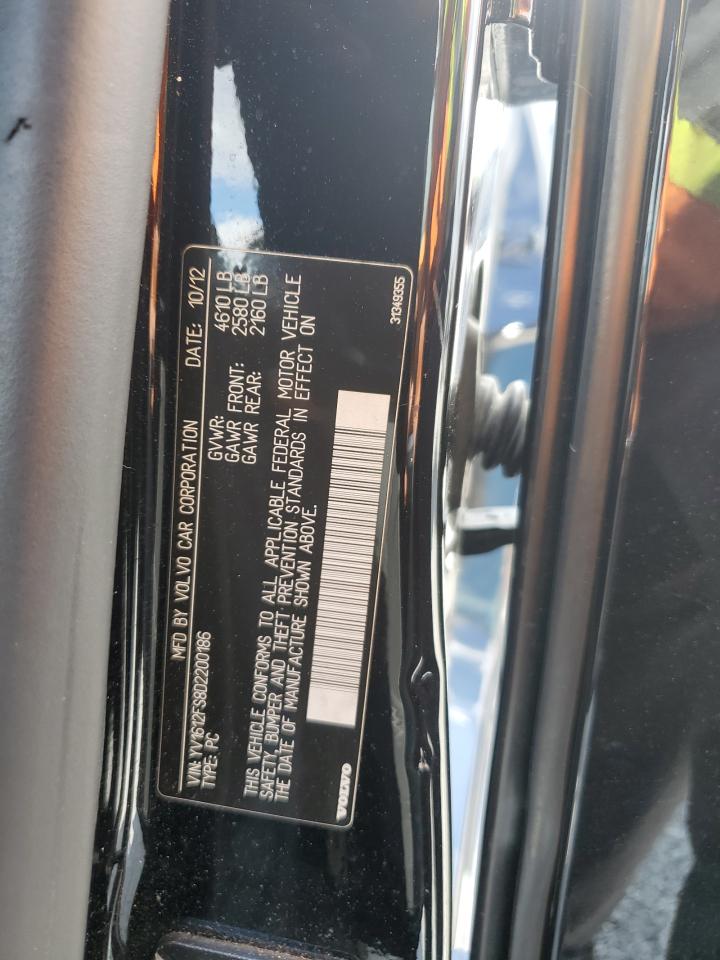 MFD BY VOLVO CAR CORPORATION DATE: 10/12
VIN: YV1612FS8D2200186 GVWR: 4610 LB
TYPE: PC GAWR FRONT: 2580 LB
GAWR REAR: 2160 LB
THIS VEHICLE CONFORMS TO ALL APPLICABLE FEDERAL MOTOR VEHICLE
SAFETY, BUMPER AND THEFT PREVENTION STANDARDS IN EFFECT ON
THE DATE OF MANUFACTURE SHOWN ABOVE.
VOLVO 31349355